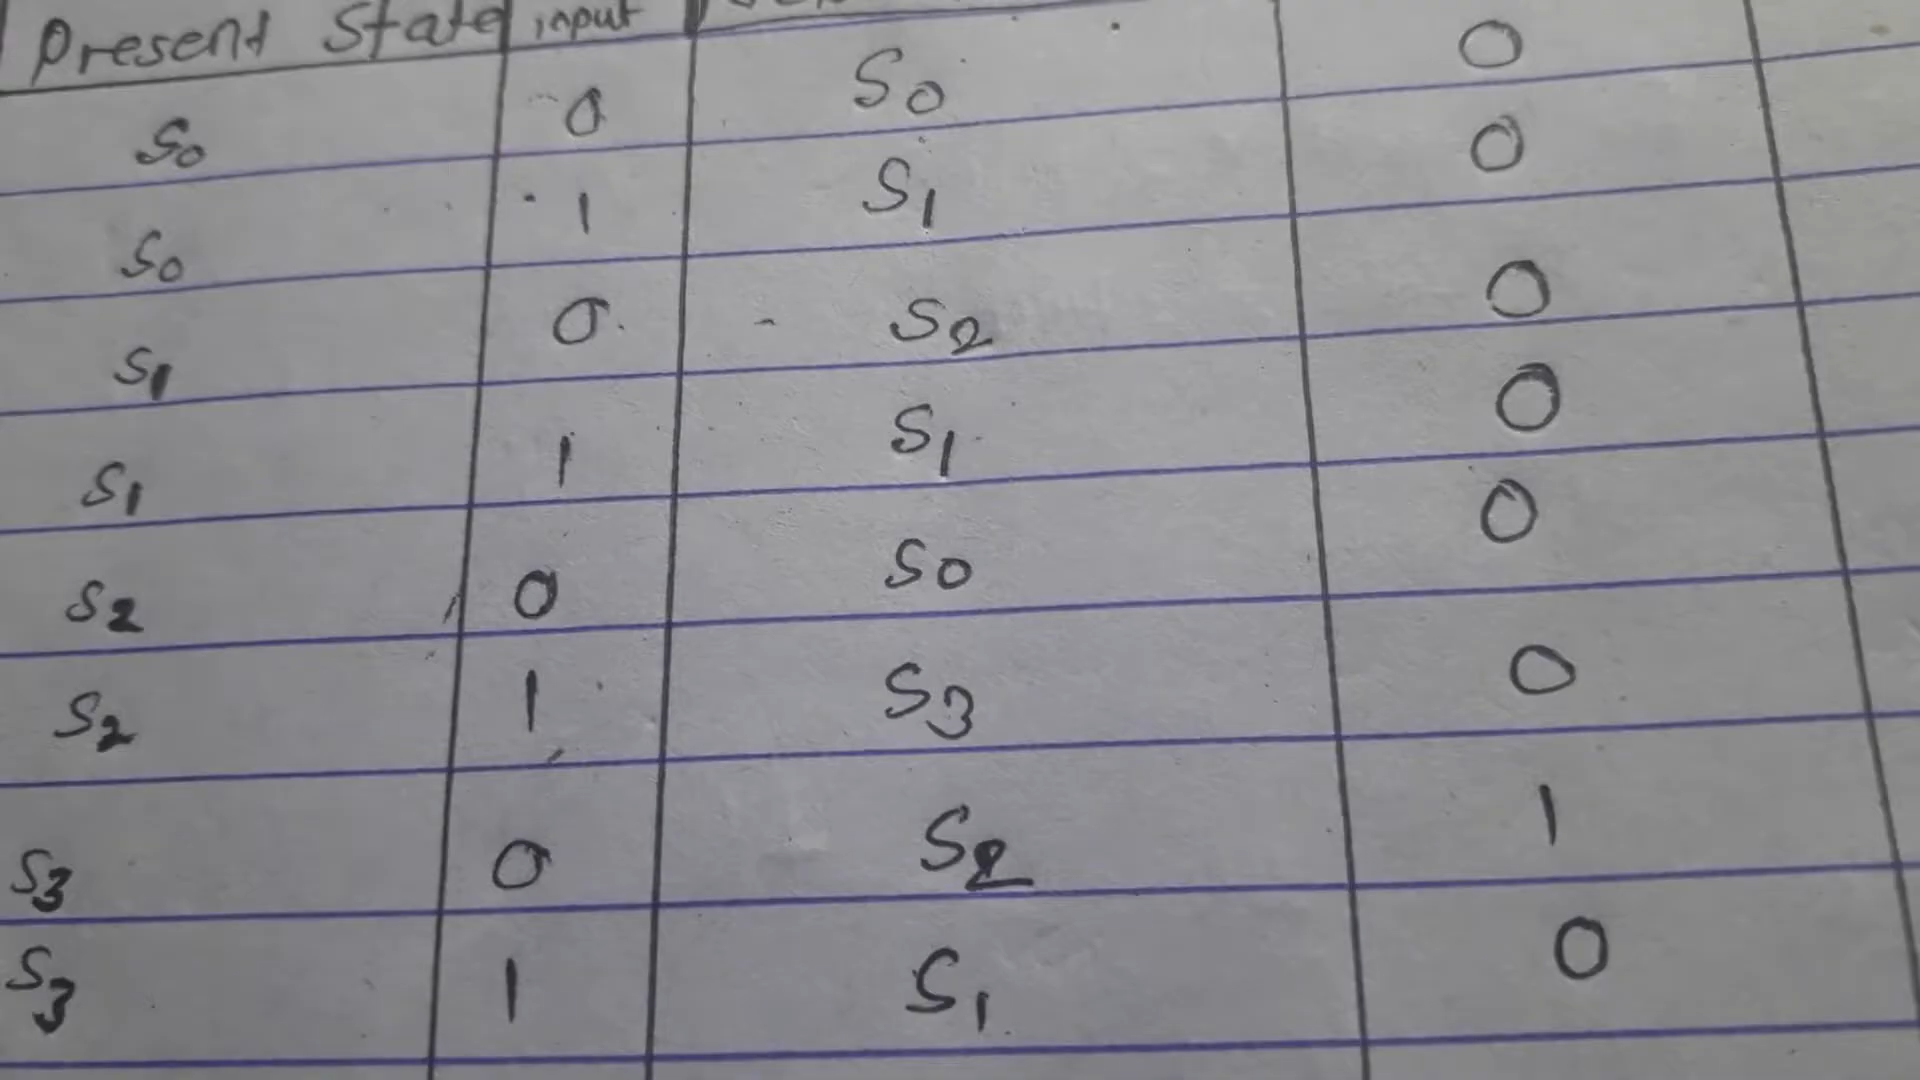 Present State input
S0 0 S0 0
S0 1 S1 0
S1 0 S2 0
S1 1 S1 0
S2 0 S0 0
S2 1 S3 0
S3 0 S2 1
S3 1 S1 0